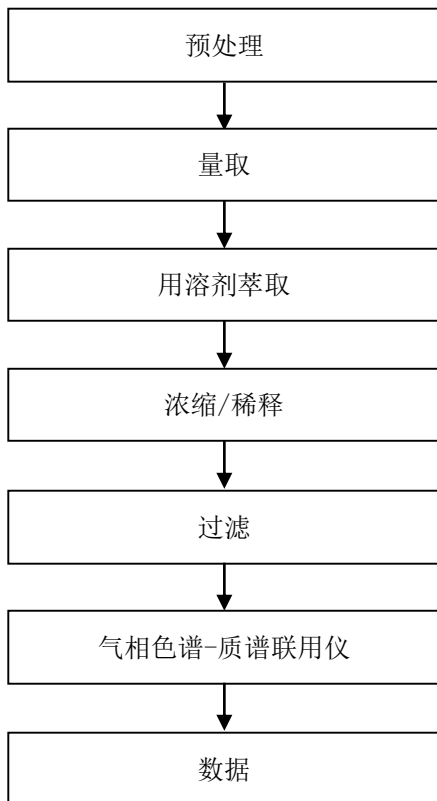 预处理
量取
用溶剂萃取
浓缩/稀释
过滤
气相色谱-质谱联用仪
数据